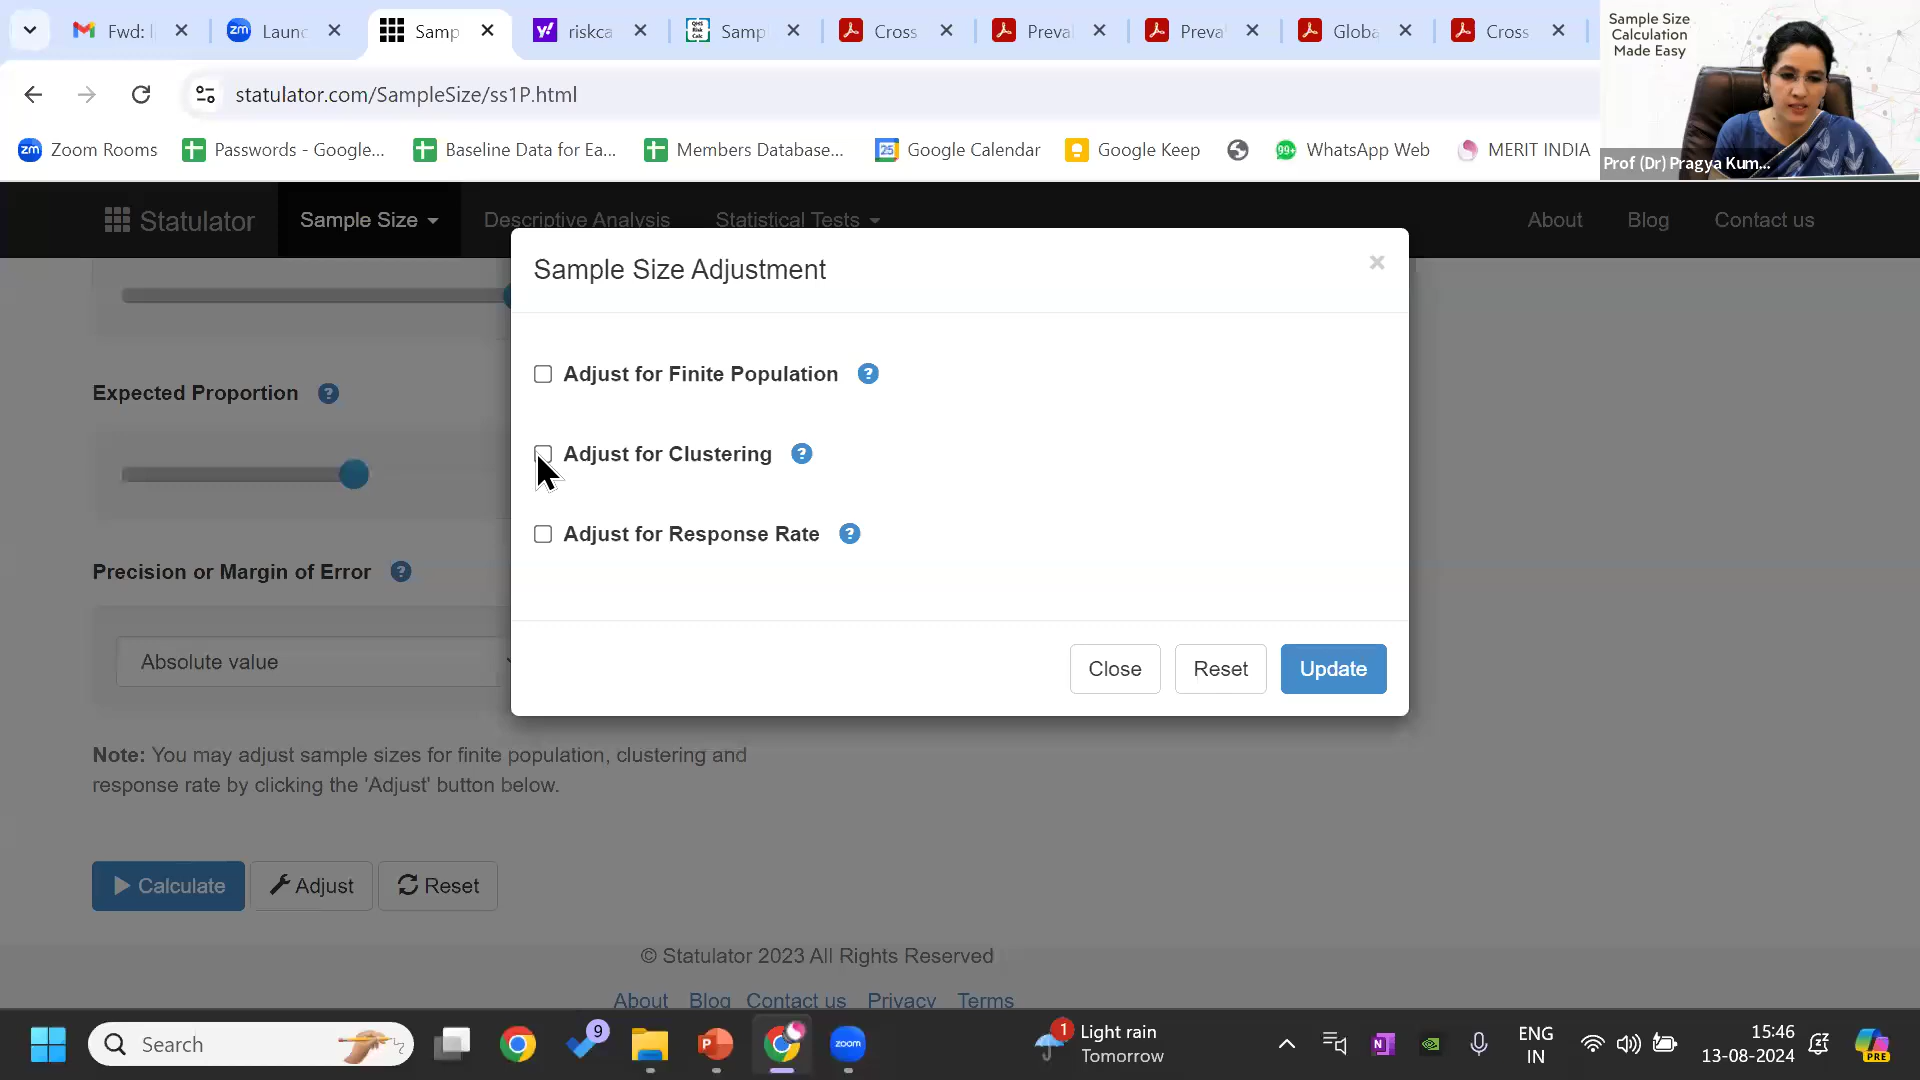 Fwd: I
Launc
Samp
riskca
Samp
Cross
Preval
Preva
Globa
Cross
Sample Size
Calculation
Made Easy
statulator.com/SampleSize/ss1P.html
Zoom Rooms
Passwords - Google...
Baseline Data for Ea...
Members Database...
Google Calendar
Google Keep
WhatsApp Web
MERIT INDIA
Prof (Dr) Pragya Kum...
Statulator
Sample Size
Descriptive Analysis
Statistical Tests
About
Blog
Contact us
Sample Size Adjustment
Adjust for Finite Population
Adjust for Clustering
Adjust for Response Rate
Close
Reset
Update
Expected Proportion
Precision or Margin of Error
Absolute value
Note: You may adjust sample sizes for finite population, clustering and
response rate by clicking the 'Adjust' button below.
Calculate
Adjust
Reset
© Statulator 2023 All Rights Reserved
About Blog Contact us Privacy Terms
Search
9
zoom
1
Light rain
Tomorrow
ENG
IN
15:46
13-08-2024
PRE